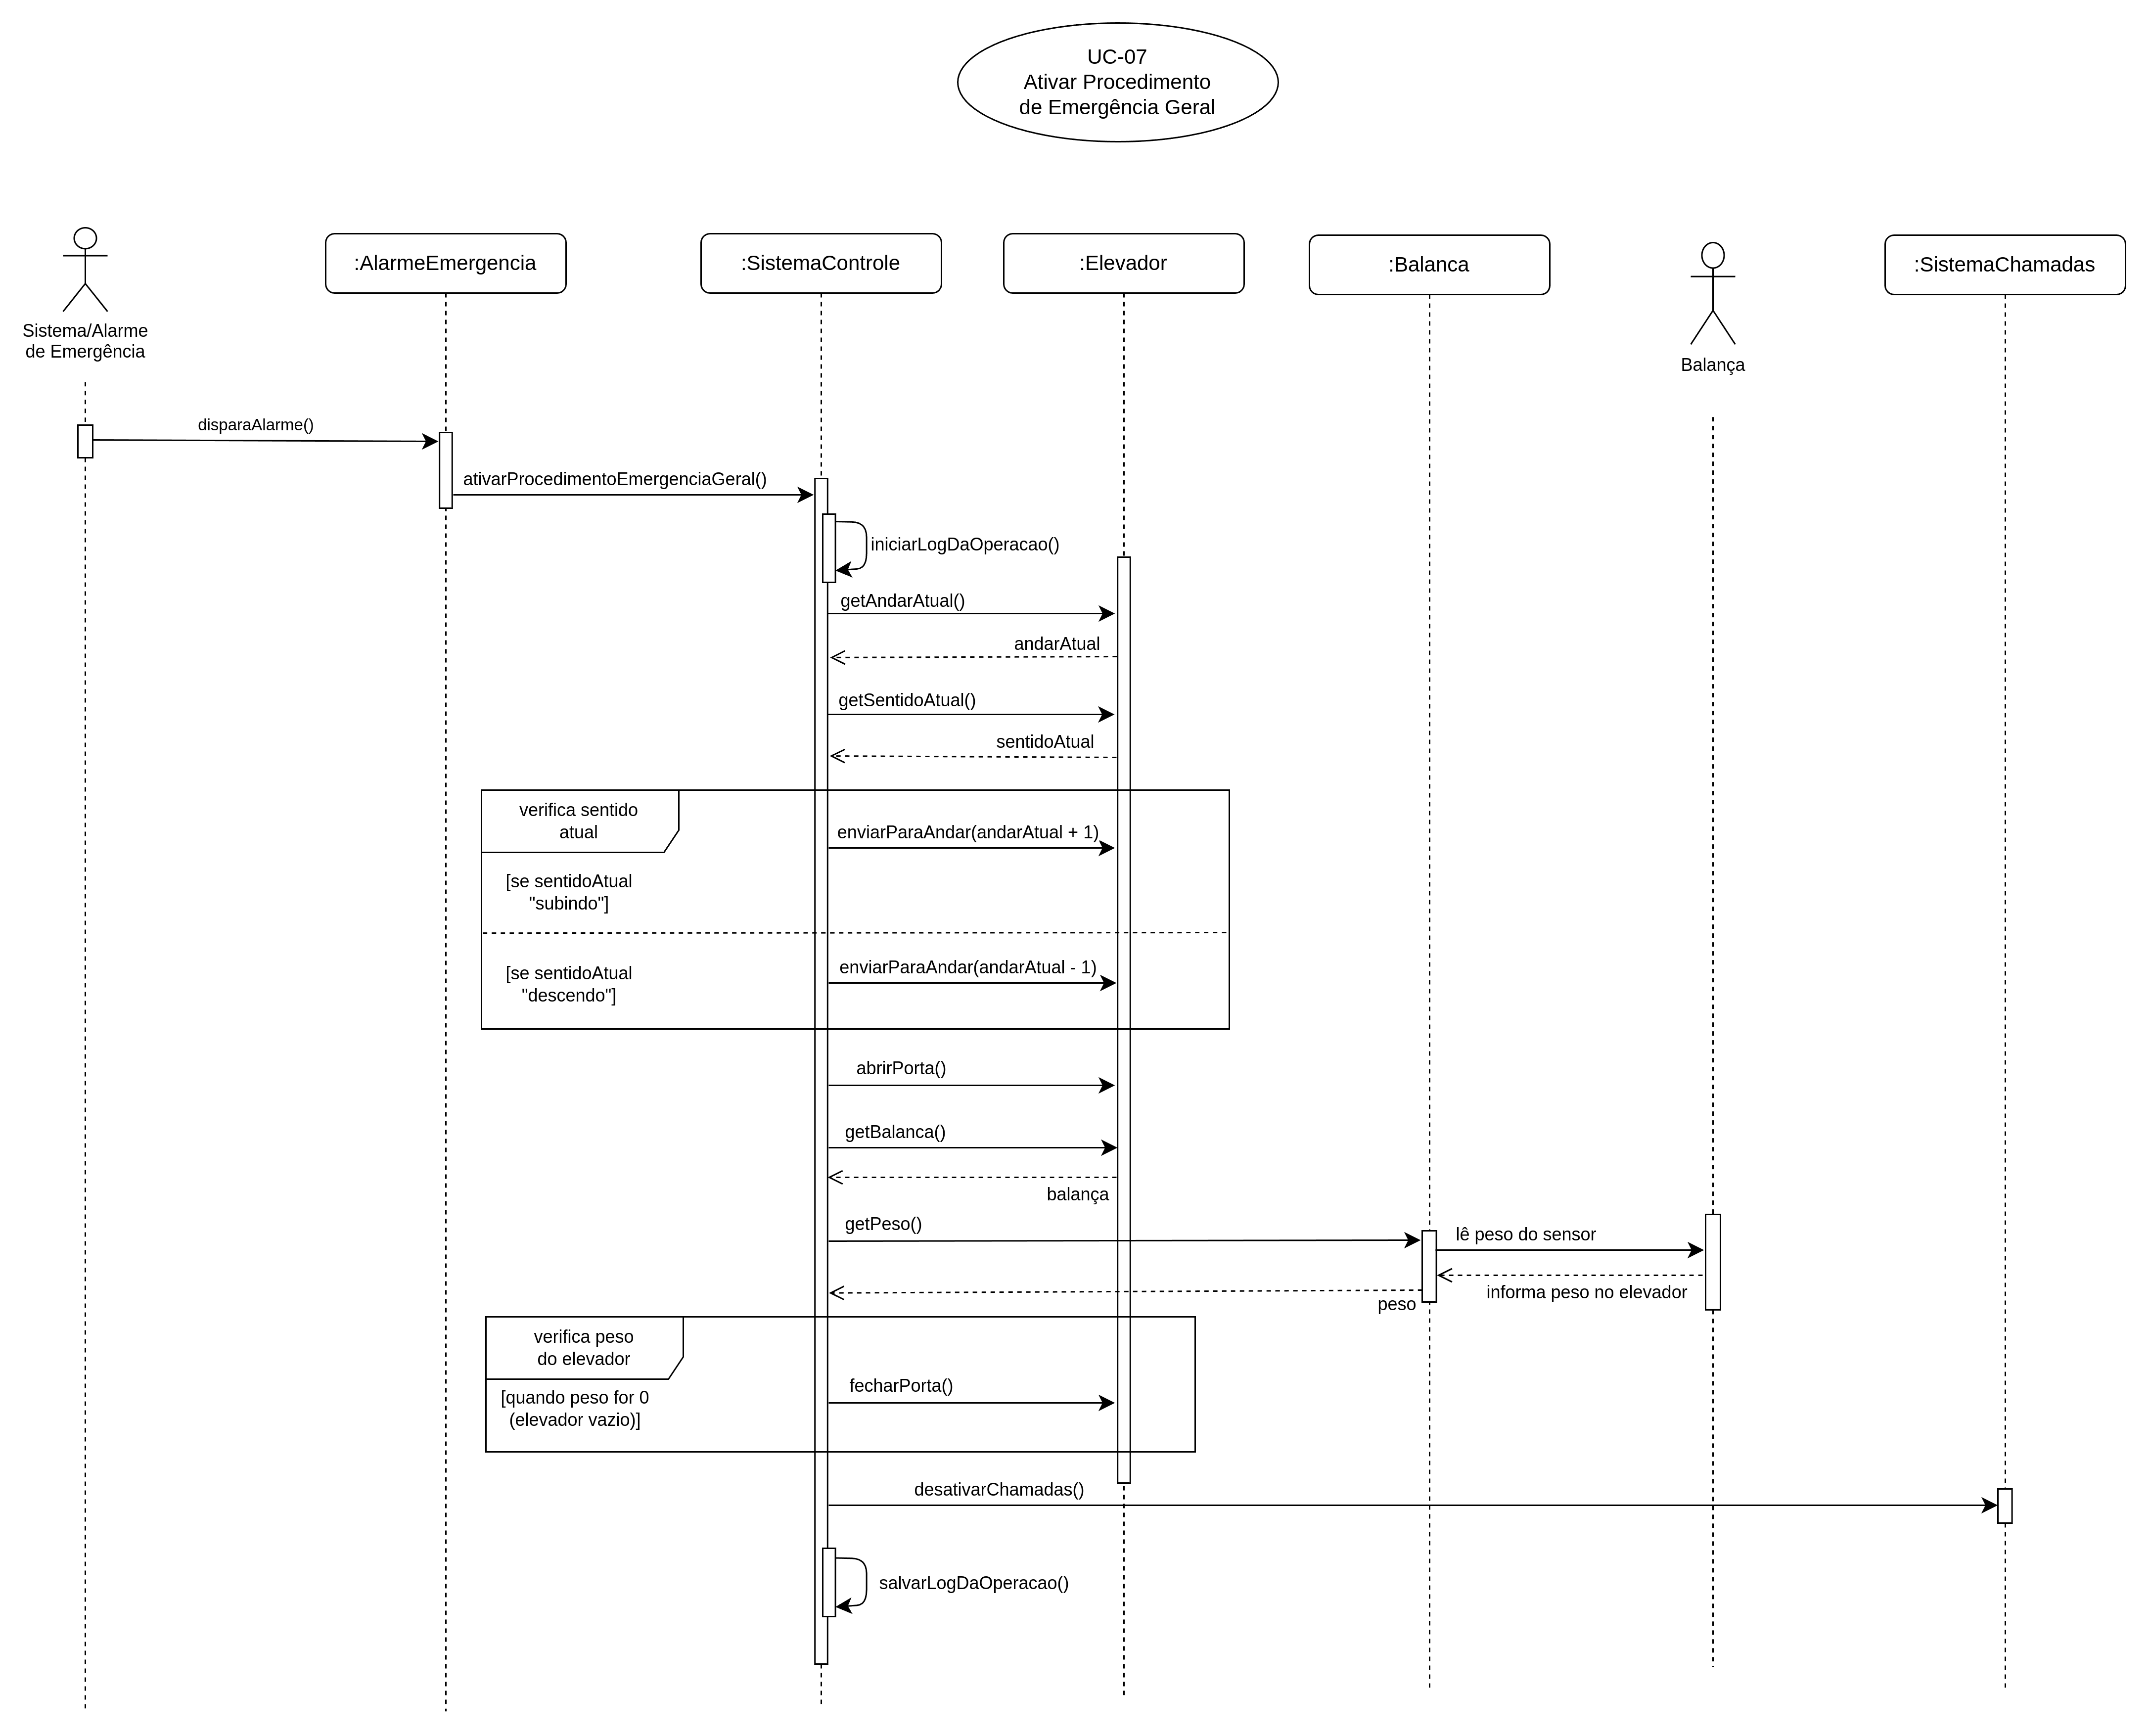 UC-07
Ativar Procedimento
de Emergência Geral
:AlarmeEmergencia
:SistemaControle
:Elevador
:Balanca
:SistemaChamadas
Sistema/Alarme
de Emergência
Balança
disparaAlarme()
ativarProcedimentoEmergenciaGeral()
iniciarLogDaOperacao()
getAndarAtual()
andarAtual
getSentidoAtual()
sentidoAtual
verifica sentido
atual
enviarParaAndar(andarAtual + 1)
[se sentidoAtual
"subindo"]
enviarParaAndar(andarAtual - 1)
[se sentidoAtual
"descendo"]
abrirPorta()
getBalanca()
balança
getPeso()
lê peso do sensor
informa peso no elevador
peso
verifica peso
do elevador
fecharPorta()
[quando peso for 0
(elevador vazio)]
desativarChamadas()
salvarLogDaOperacao()